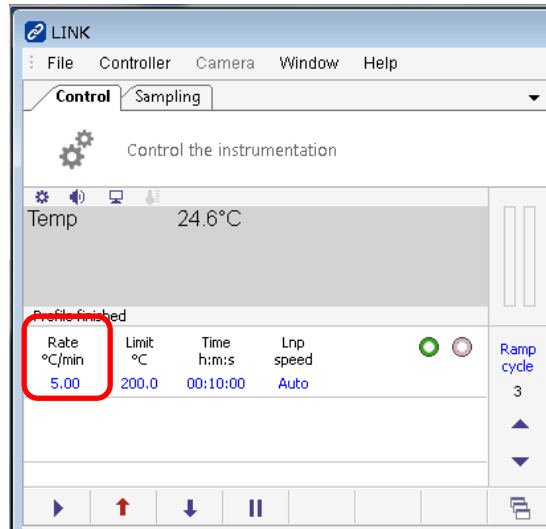 LINK
File Controller Camera Window Help
Control Sampling
Control the instrumentation
Temp 24.6°C
Profile finished
Rate Limit Time Lnp
°C/min °C h:m:s speed
5.00 200.0 00:10:00 Auto
Ramp
cycle
3